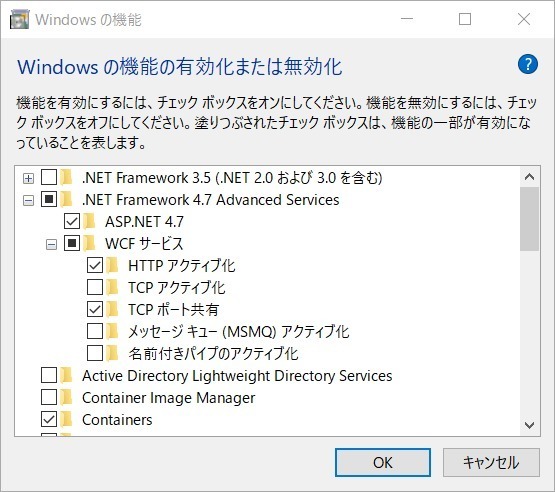 Windows の機能
Windows の機能の有効化または無効化
?
機能を有効にするには、チェック ボックスをオンにしてください。機能を無効にするには、チェッ
ク ボックスをオフにしてください。塗りつぶされたチェック ボックスは、機能の一部が有効になっ
ていることを表します。
.NET Framework 3.5 (.NET 2.0 および 3.0 を含む)
.NET Framework 4.7 Advanced Services
ASP.NET 4.7
WCF サービス
HTTP アクティブ化
TCP アクティブ化
TCP ポート共有
メッセージ キュー (MSMQ) アクティブ化
名前付きパイプのアクティブ化
Active Directory Lightweight Directory Services
Container Image Manager
Containers
OK
キャンセル